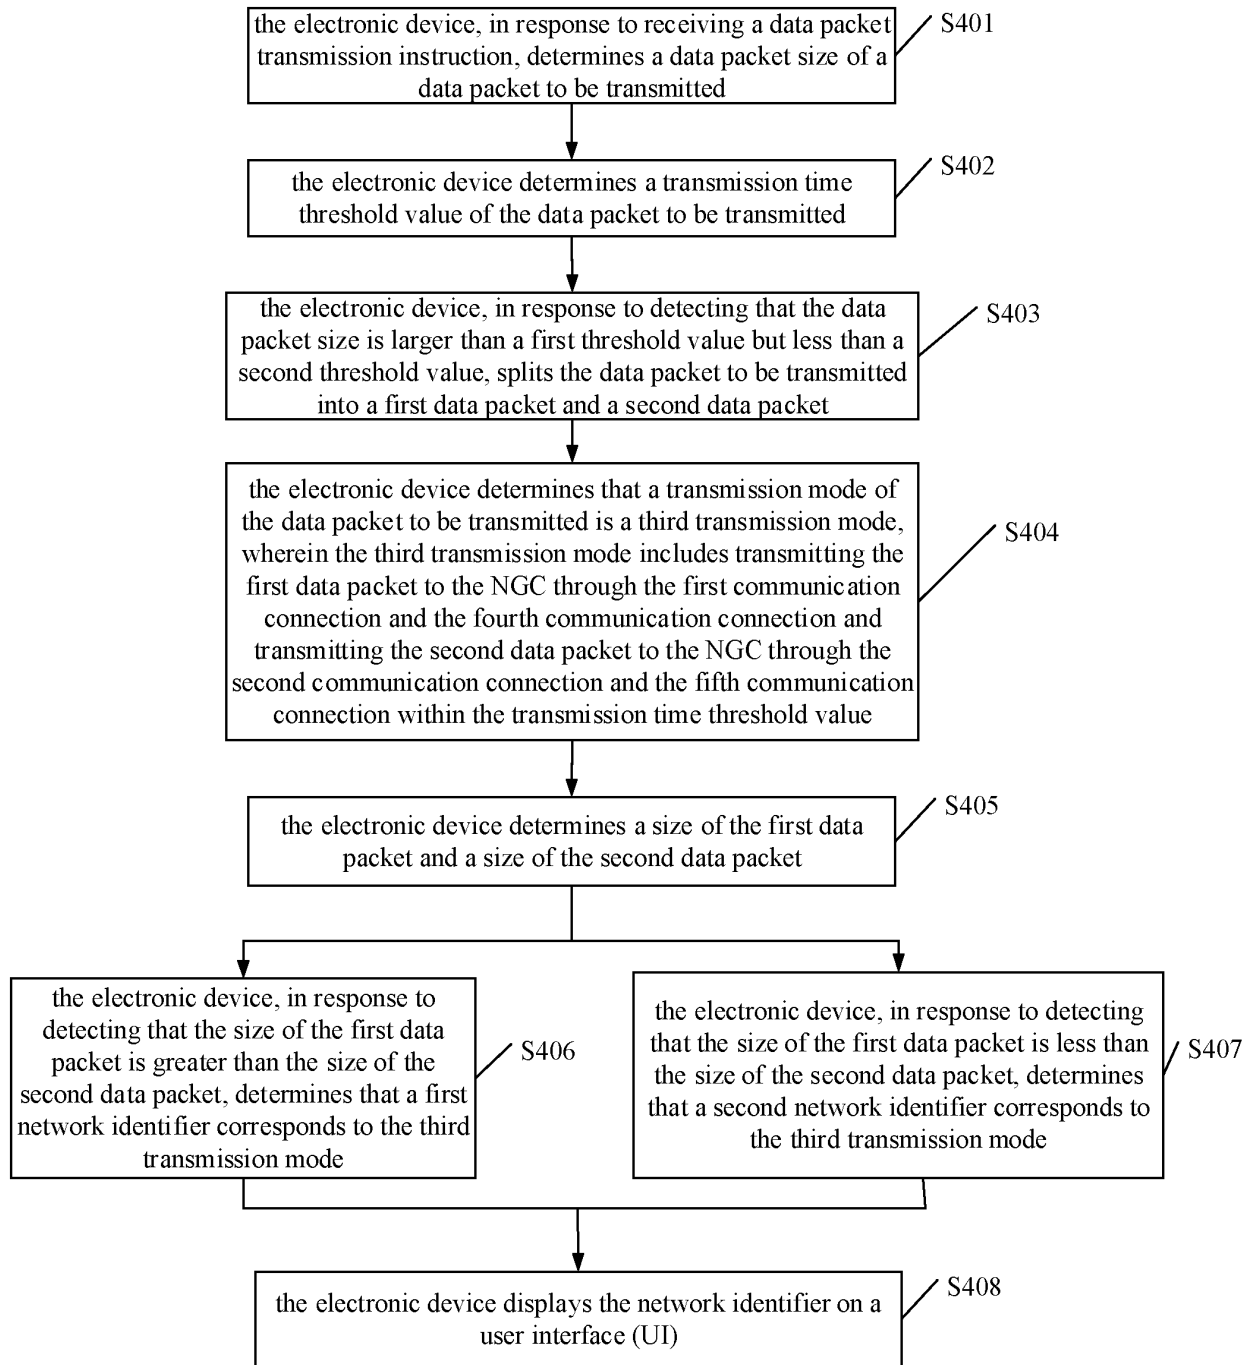 the electronic device, in response to receiving a data packet
transmission instruction, determines a data packet size of a
data packet to be transmitted
S401
the electronic device determines a transmission time
threshold value of the data packet to be transmitted
S402
the electronic device, in response to detecting that the data
packet size is larger than a first threshold value but less than a
second threshold value, splits the data packet to be transmitted
into a first data packet and a second data packet
S403
the electronic device determines that a transmission mode of
the data packet to be transmitted is a third transmission mode,
wherein the third transmission mode includes transmitting the
first data packet to the NGC through the first communication
connection and the fourth communication connection and
transmitting the second data packet to the NGC through the
second communication connection and the fifth communication
connection within the transmission time threshold value
S404
the electronic device determines a size of the first data
packet and a size of the second data packet
S405
the electronic device, in response to
detecting that the size of the first data
packet is greater than the size of the
second data packet, determines that a first
network identifier corresponds to the third
transmission mode
S406
the electronic device, in response to detecting
that the size of the first data packet is less than
the size of the second data packet, determines
that a second network identifier corresponds to
the third transmission mode
S407
the electronic device displays the network identifier on a
user interface (UI)
S408